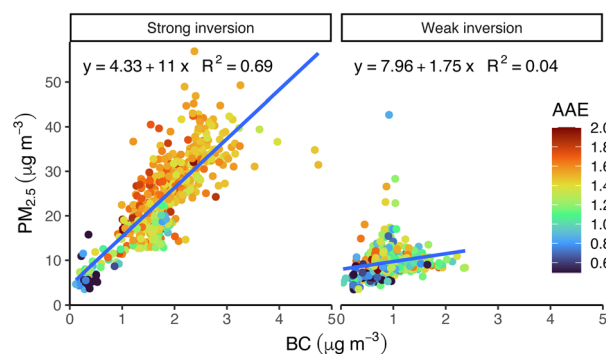 Strong inversion
Weak inversion
y = 4.33 + 11 x R² = 0.69
y = 7.96 + 1.75 x R² = 0.04
AAE
2.0
1.8
1.6
1.4
1.2
1.0
0.8
0.6
PM2.5 (μg m−3)
50
40
30
20
10
0
0 1 2 3 4 5 0 1 2 3 4 5
BC (μg m−3)